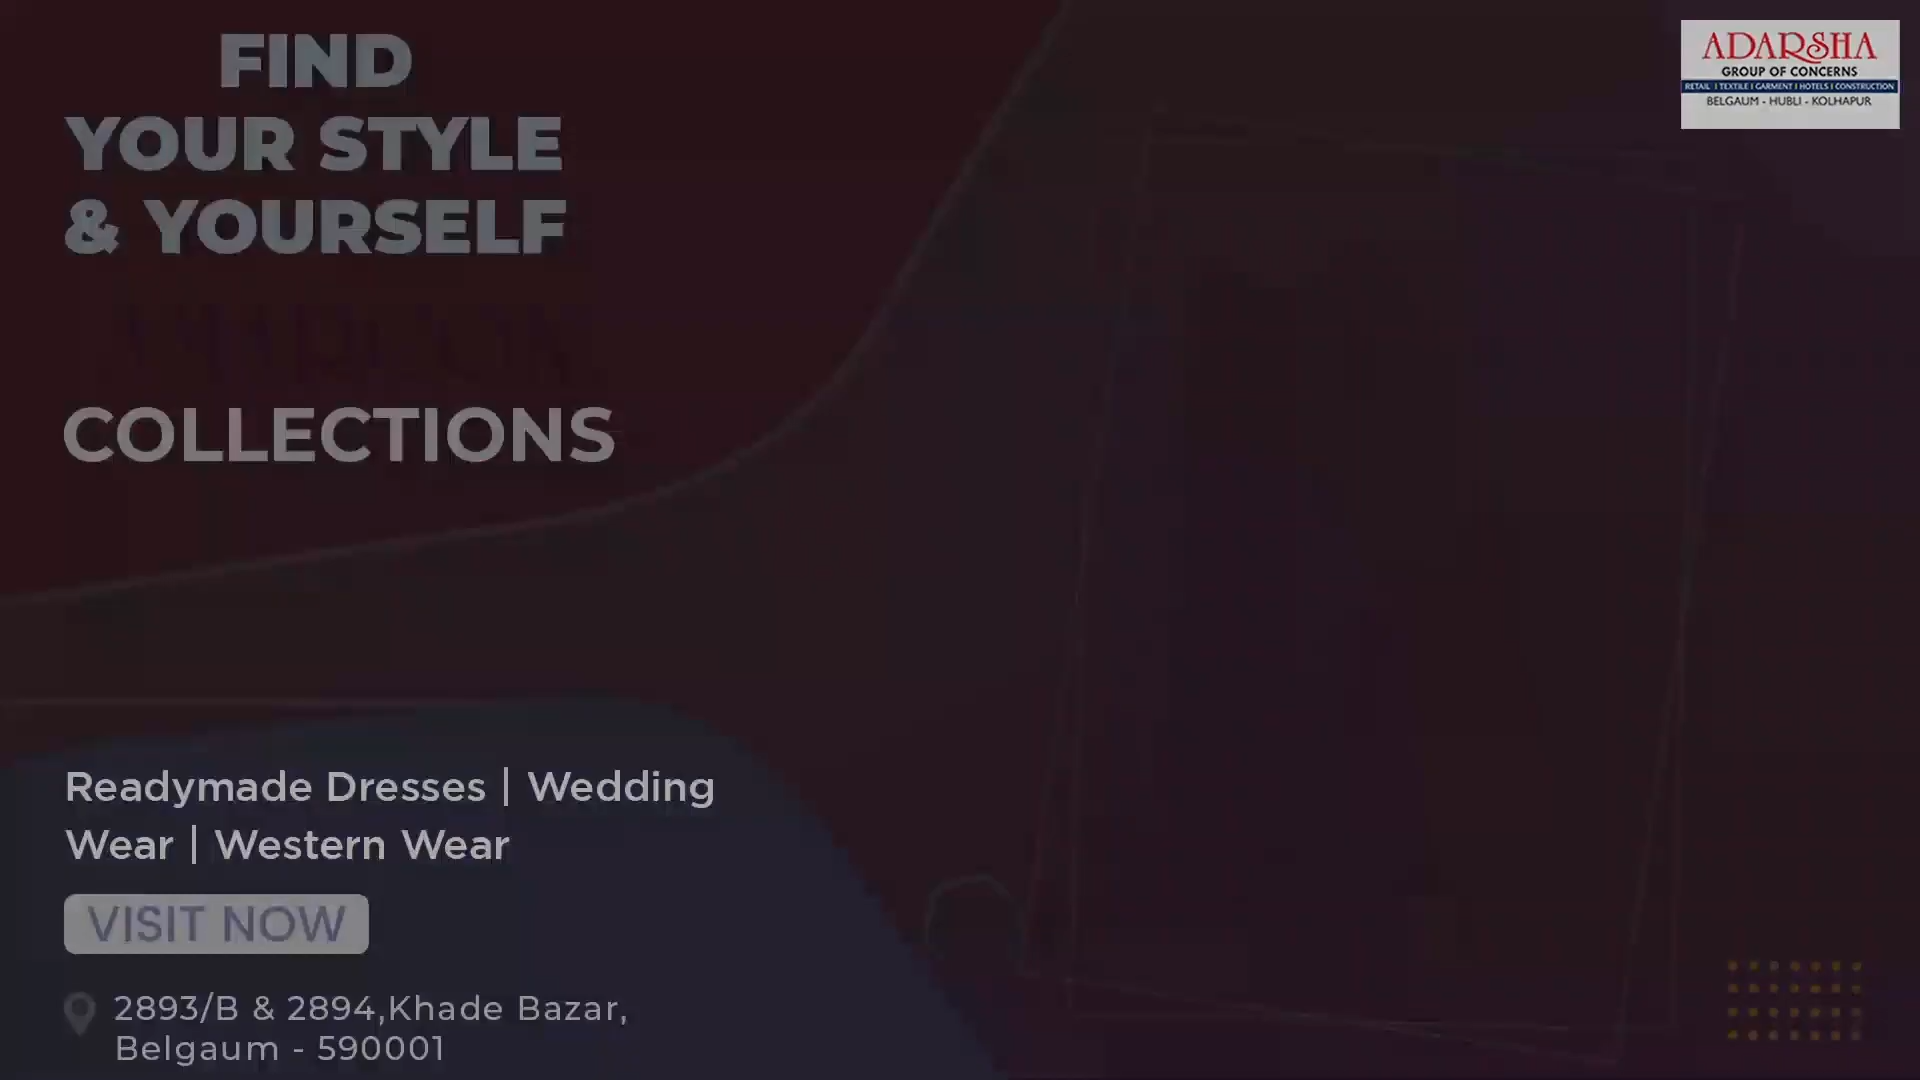 FIND
YOUR STYLE
& YOURSELF
COLLECTIONS
Readymade Dresses | Wedding
Wear | Western Wear
VISIT NOW
2893/B & 2894,Khade Bazar,
Belgaum - 590001
ADARSHA
GROUP OF CONCERNS
RETAIL | TEXTILE | GARMENT | HOTELS | CONSTRUCTION
BELGAUM - HUBLI - KOLHAPUR